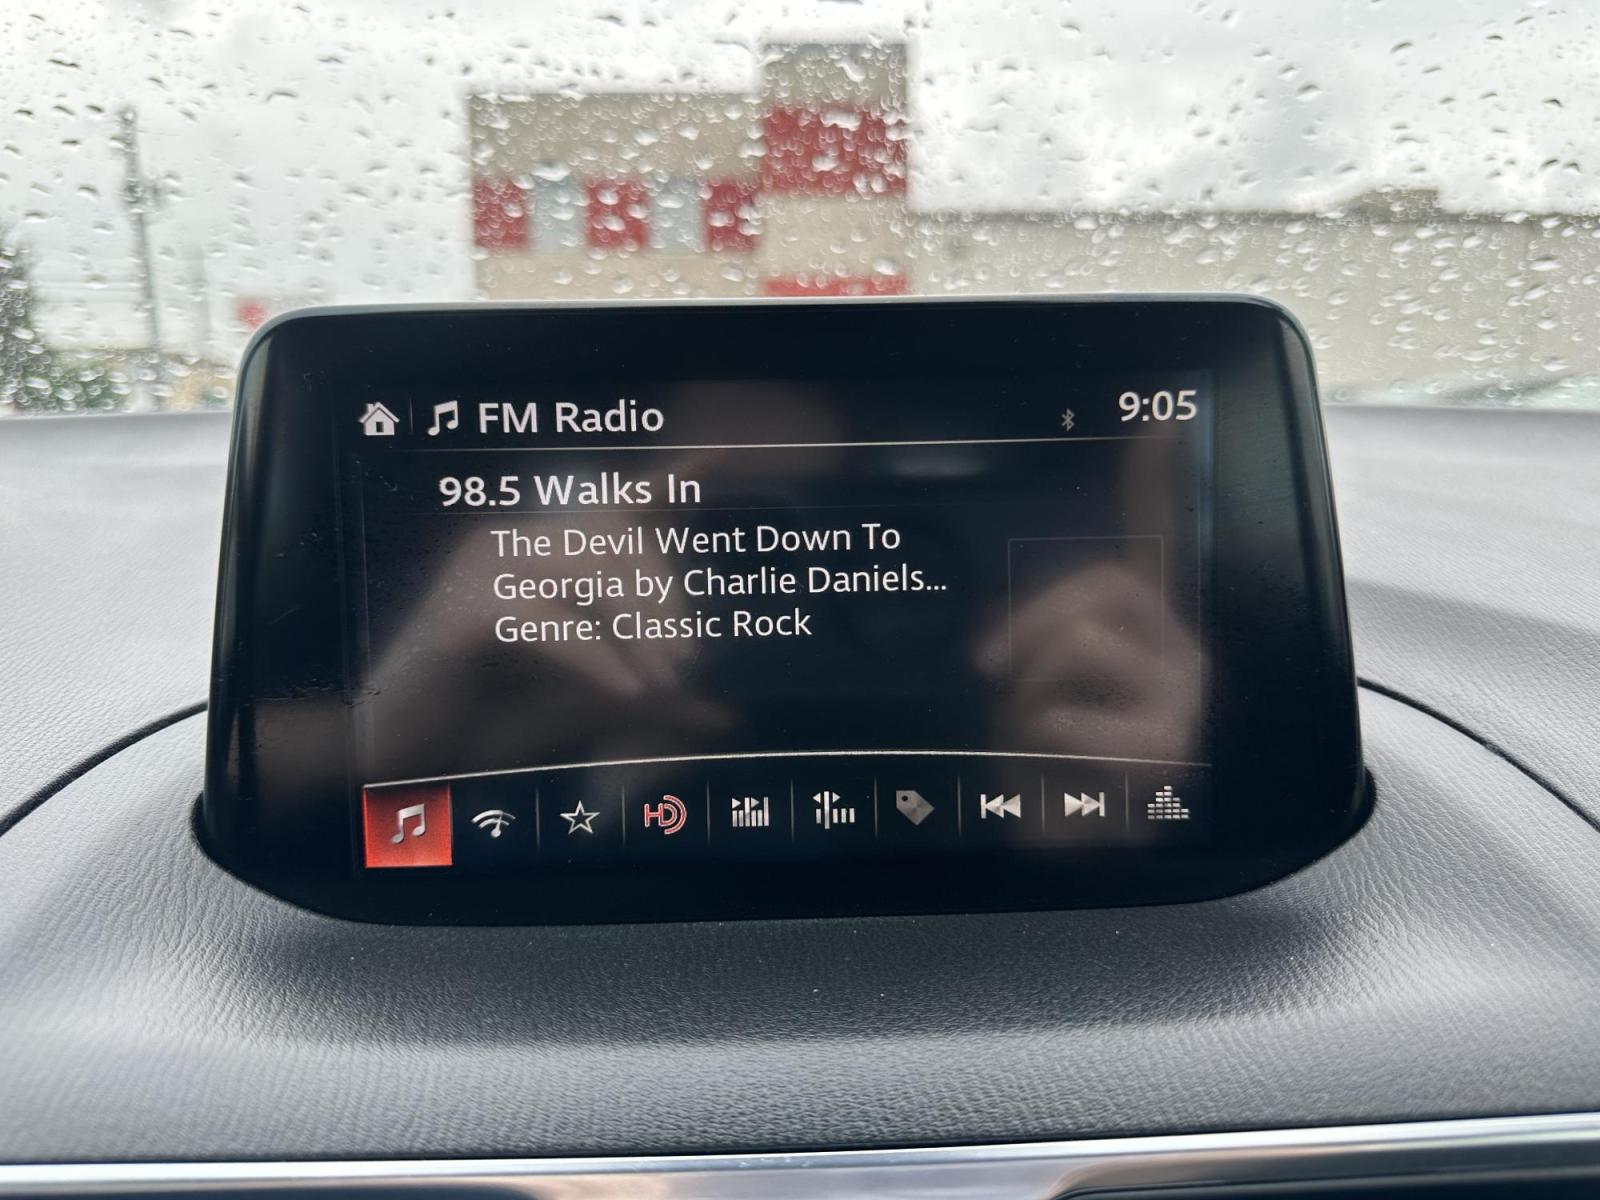 FM Radio
9:05
98.5 Walks In
The Devil Went Down To
Georgia by Charlie Daniels...
Genre: Classic Rock
HD